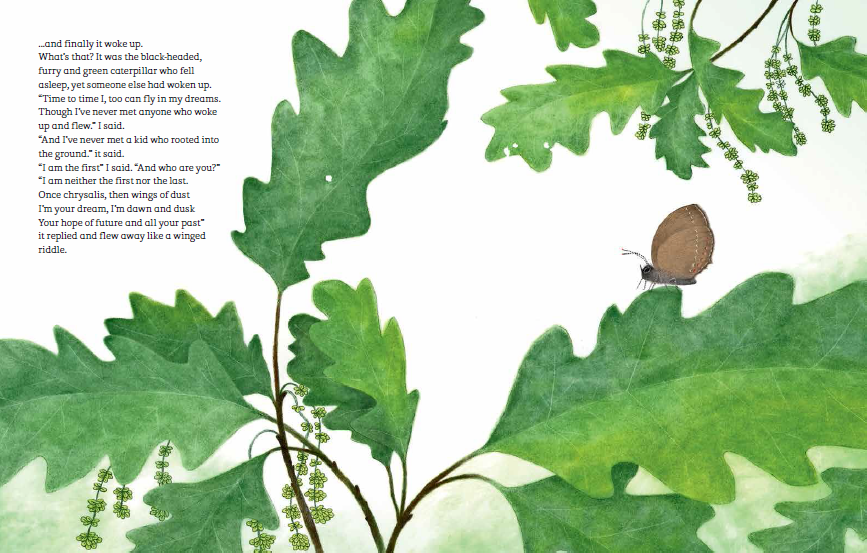 ...and finally it woke up.
What's that? It was the black-headed,
furry and green caterpillar who fell
asleep, yet someone else had woken up.
"Time to time I, too can fly in my dreams.
Though I've never met anyone who woke
up and flew." I said.
"And I've never met a kid who rooted into
the ground." it said.
"I am the first" I said. "And who are you?"
"I am neither the first nor the last.
Once chrysalis, then wings of dust
I'm your dream, I'm dawn and dusk
Your hope of future and all your past"
it replied and flew away like a winged
riddle.